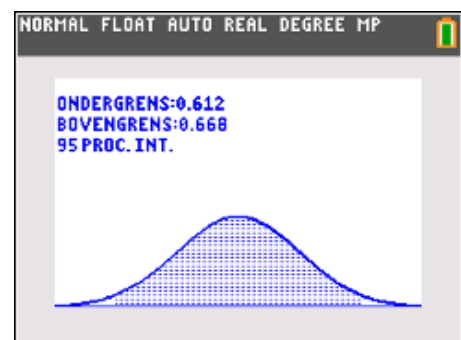 NORMAL FLOAT AUTO REAL DEGREE MP
ONDERGRENS:0.612
BOVENGRENS:0.668
95 PROC. INT.